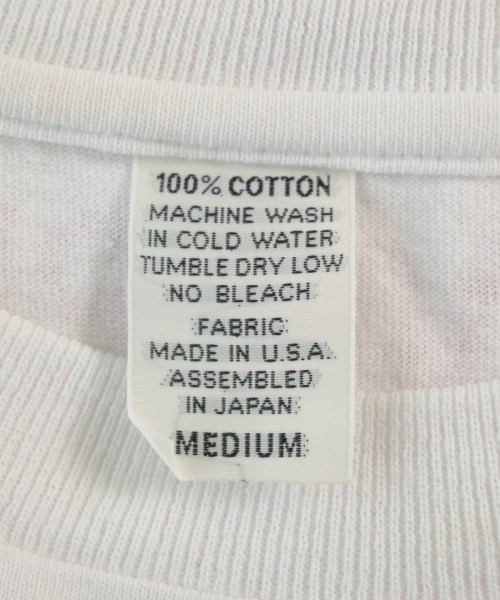 100% COTTON
MACHINE WASH
IN COLD WATER
TUMBLE DRY LOW
NO BLEACH
FABRIC
MADE IN U.S.A.
ASSEMBLED
IN JAPAN
MEDIUM